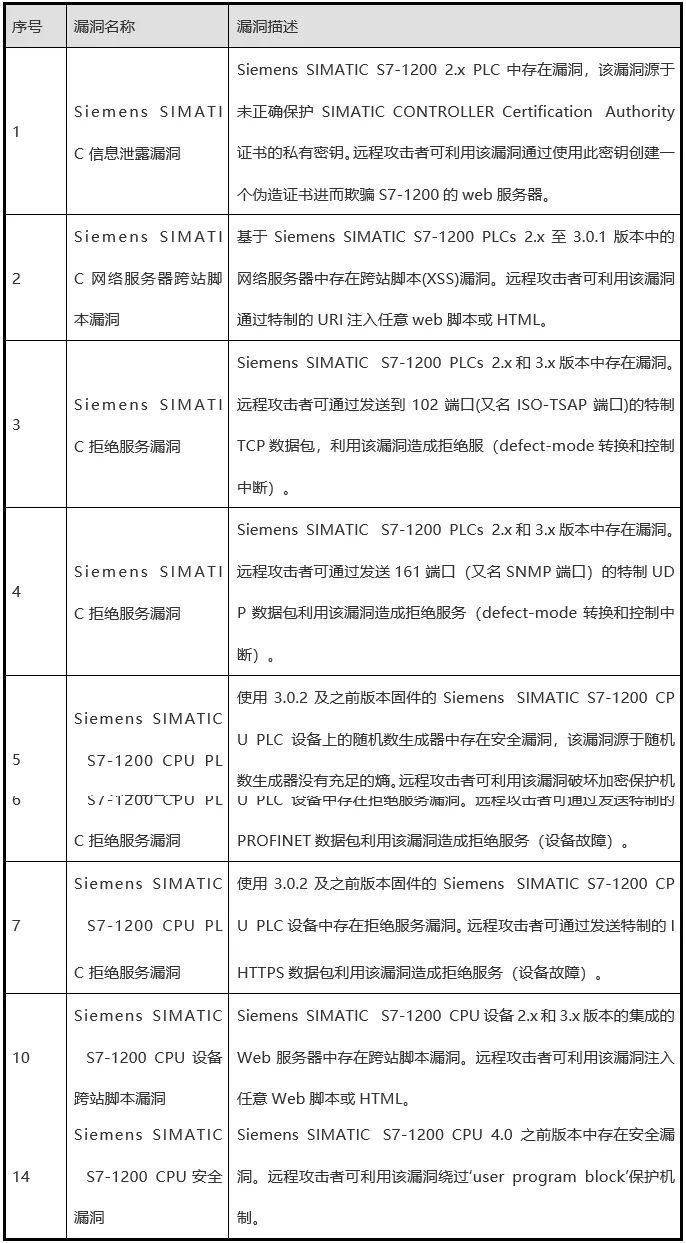 序号 漏洞名称 漏洞描述
1
Siemens SIMATI
C 信息泄露漏洞
Siemens SIMATIC S7-1200 2.x PLC 中存在漏洞，该漏洞源于
未正确保护 SIMATIC CONTROLLER Certification Authority
证书的私有密钥。远程攻击者可利用该漏洞通过使用此密钥创建一
个伪造证书进而欺骗 S7-1200 的 web 服务器。
2
Siemens SIMATI
C 网络服务器跨站脚
本漏洞
基于 Siemens SIMATIC S7-1200 PLCs 2.x 至 3.0.1 版本中的
网络服务器中存在跨站脚本(XSS)漏洞。远程攻击者可利用该漏洞
通过特制的 URI 注入任意 web 脚本或 HTML。
3
Siemens SIMATI
C 拒绝服务漏洞
Siemens SIMATIC S7-1200 PLCs 2.x 和 3.x 版本中存在漏洞。
远程攻击者可通过发送到 102 端口(又名 ISO-TSAP 端口)的特制
TCP 数据包，利用该漏洞造成拒绝服（defect-mode 转换和控制
中断）。
4
Siemens SIMATI
C 拒绝服务漏洞
Siemens SIMATIC S7-1200 PLCs 2.x 和 3.x 版本中存在漏洞。
远程攻击者可通过发送 161 端口（又名 SNMP 端口）的特制 UD
P 数据包利用该漏洞造成拒绝服务（defect-mode 转换和控制中
断）。
5
Siemens SIMATIC
S7-1200 CPU PL
使用 3.0.2 及之前版本固件的 Siemens SIMATIC S7-1200 CP
U PLC 设备上的随机数生成器中存在安全漏洞，该漏洞源于随机
数生成器没有充足的熵。远程攻击者可利用该漏洞破坏加密保护机
6
S7-1200 CPU PL
C 拒绝服务漏洞
U PLC 设备中存在拒绝服务漏洞。远程攻击者可通过发送特制的
PROFINET 数据包利用该漏洞造成拒绝服务（设备故障）。
7
Siemens SIMATIC
S7-1200 CPU PL
C 拒绝服务漏洞
使用 3.0.2 及之前版本固件的 Siemens SIMATIC S7-1200 CP
U PLC 设备中存在拒绝服务漏洞。远程攻击者可通过发送特制的 I
HTTPS 数据包利用该漏洞造成拒绝服务（设备故障）。
10
Siemens SIMATIC
S7-1200 CPU 设备
跨站脚本漏洞
Siemens SIMATIC S7-1200 CPU 设备 2.x 和 3.x 版本的集成的
Web 服务器中存在跨站脚本漏洞。远程攻击者可利用该漏洞注入
任意 Web 脚本或 HTML。
14
Siemens SIMATIC
S7-1200 CPU 安全
漏洞
Siemens SIMATIC S7-1200 CPU 4.0 之前版本中存在安全漏
洞。远程攻击者可利用该漏洞绕过‘user program block’保护机
制。